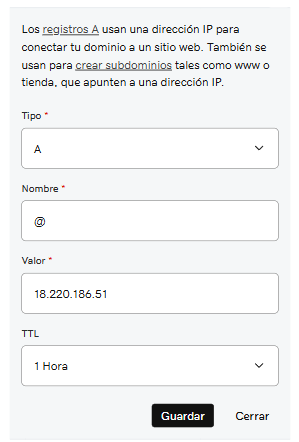 Los registros A usan una dirección IP para
conectar tu dominio a un sitio web. También se
usan para crear subdominios tales como www o
tienda, que apunten a una dirección IP.
Tipo *
A
Nombre *
@
Valor *
18.220.186.51
TTL
1 Hora
Guardar Cerrar